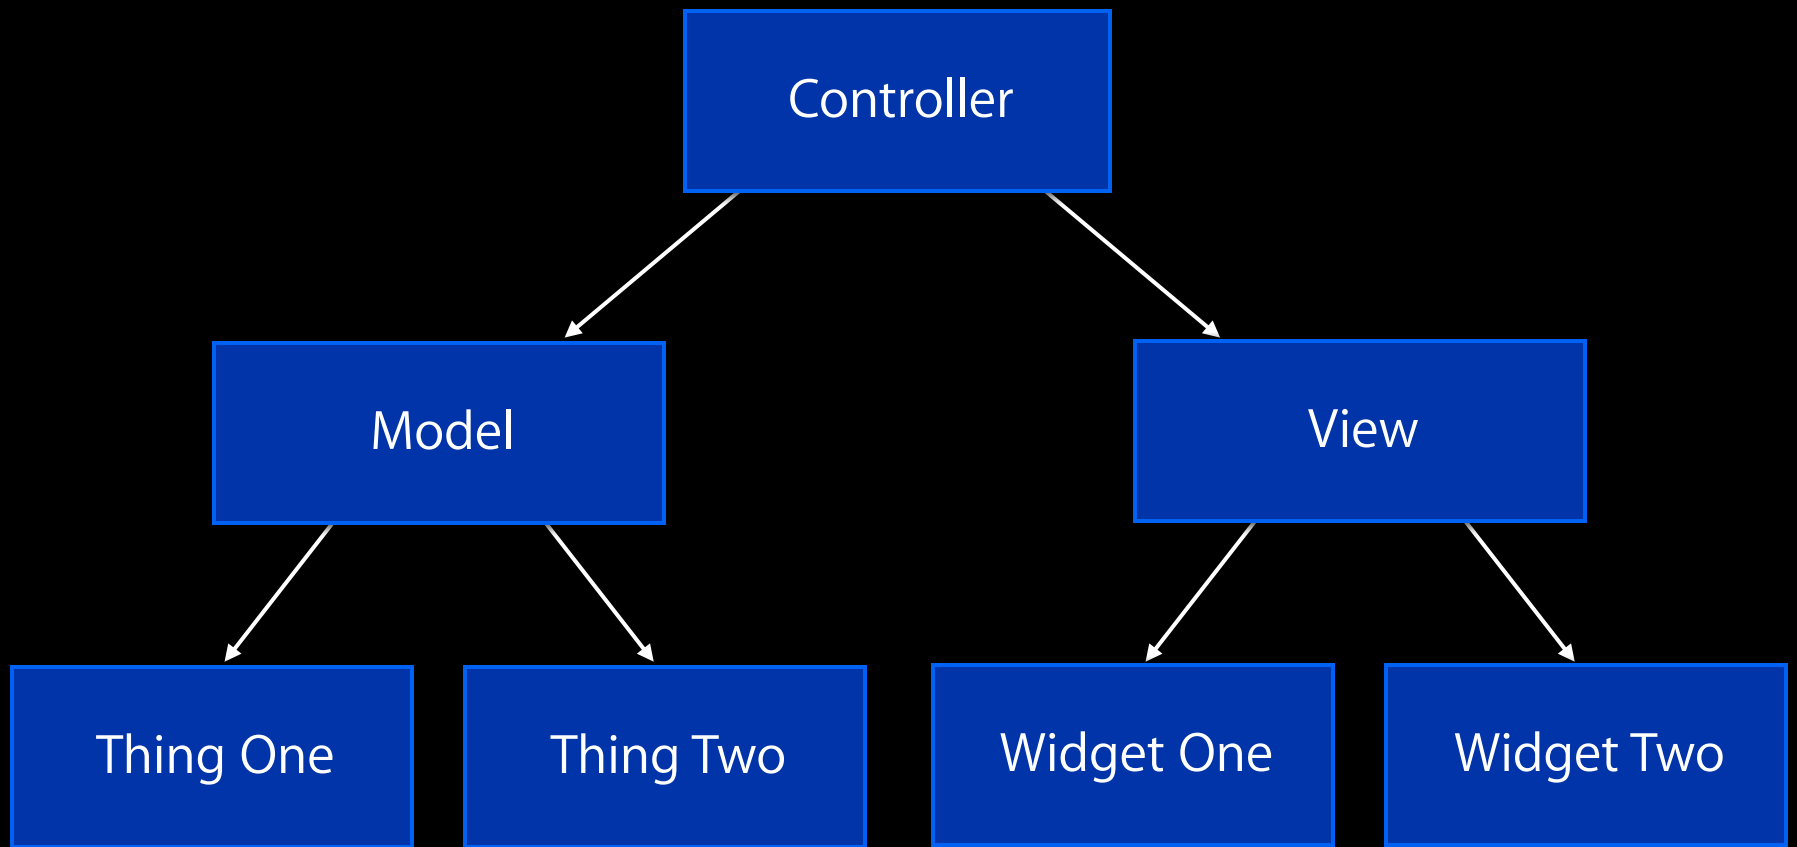 Controller
Model
View
Thing One
Thing Two
Widget One
Widget Two